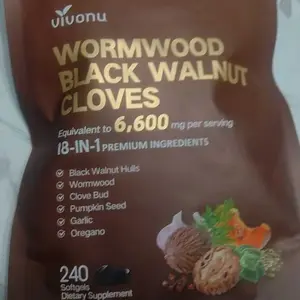 vivonu
WORMWOOD
BLACK WALNUT
CLOVES
Equivalent to 6,600 mg per serving
18-IN-1 PREMIUM INGREDIENTS
Black Walnut Hulls
Wormwood
Clove Bud
Pumpkin Seed
Garlic
Oregano
240
Softgels
Dietary Supplement